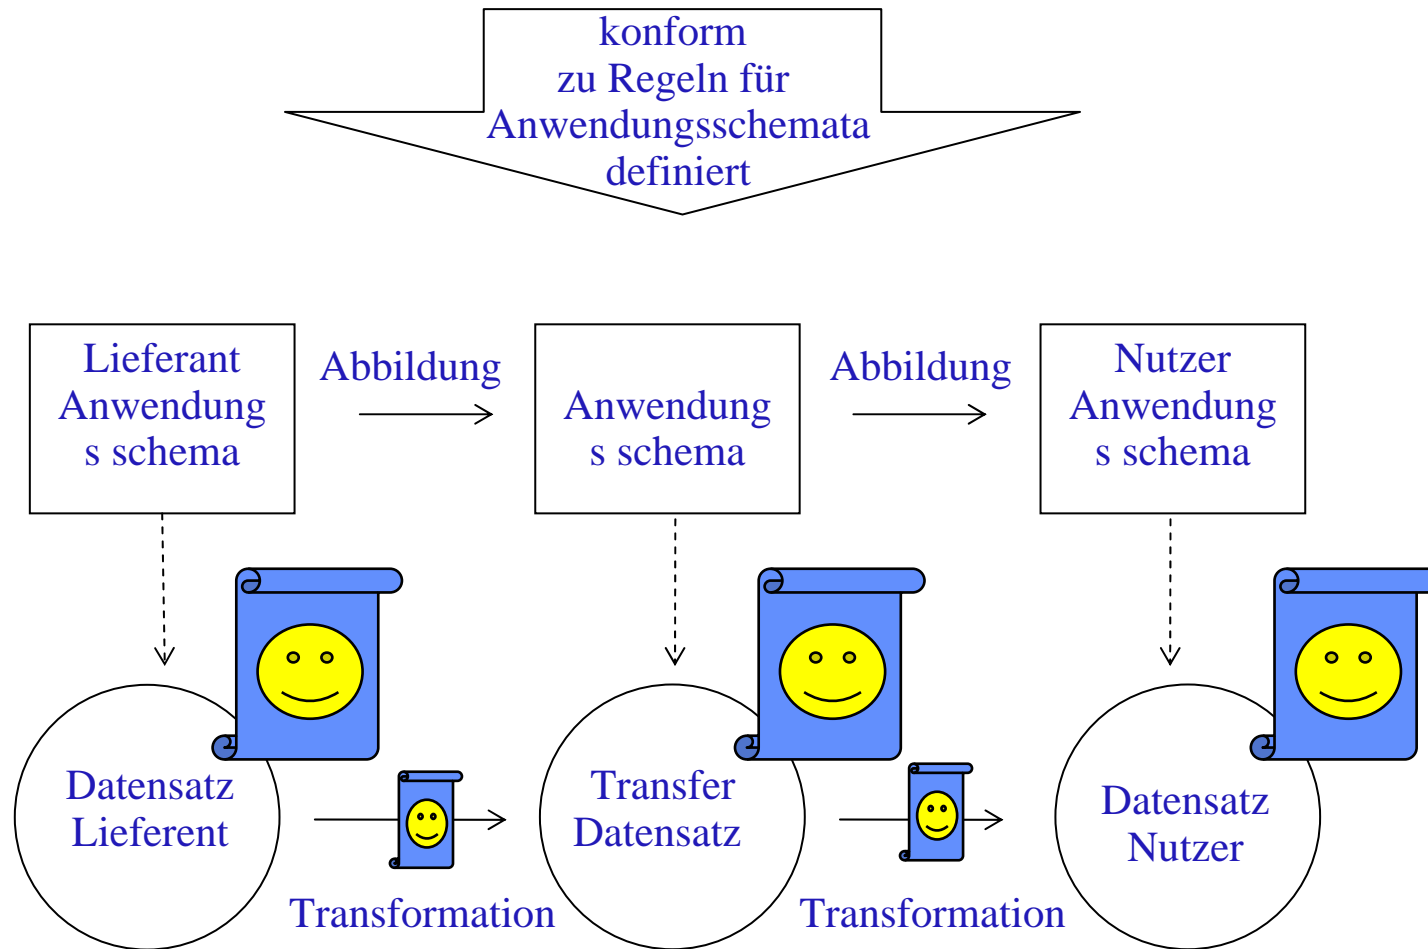 konform
zu Regeln für
Anwendungsschemata
definiert
Lieferant
Anwendung
s schema
Abbildung
Anwendung
s schema
Abbildung
Nutzer
Anwendung
s schema
Datensatz
Lieferent
Transformation
Transfer
Datensatz
Transformation
Datensatz
Nutzer